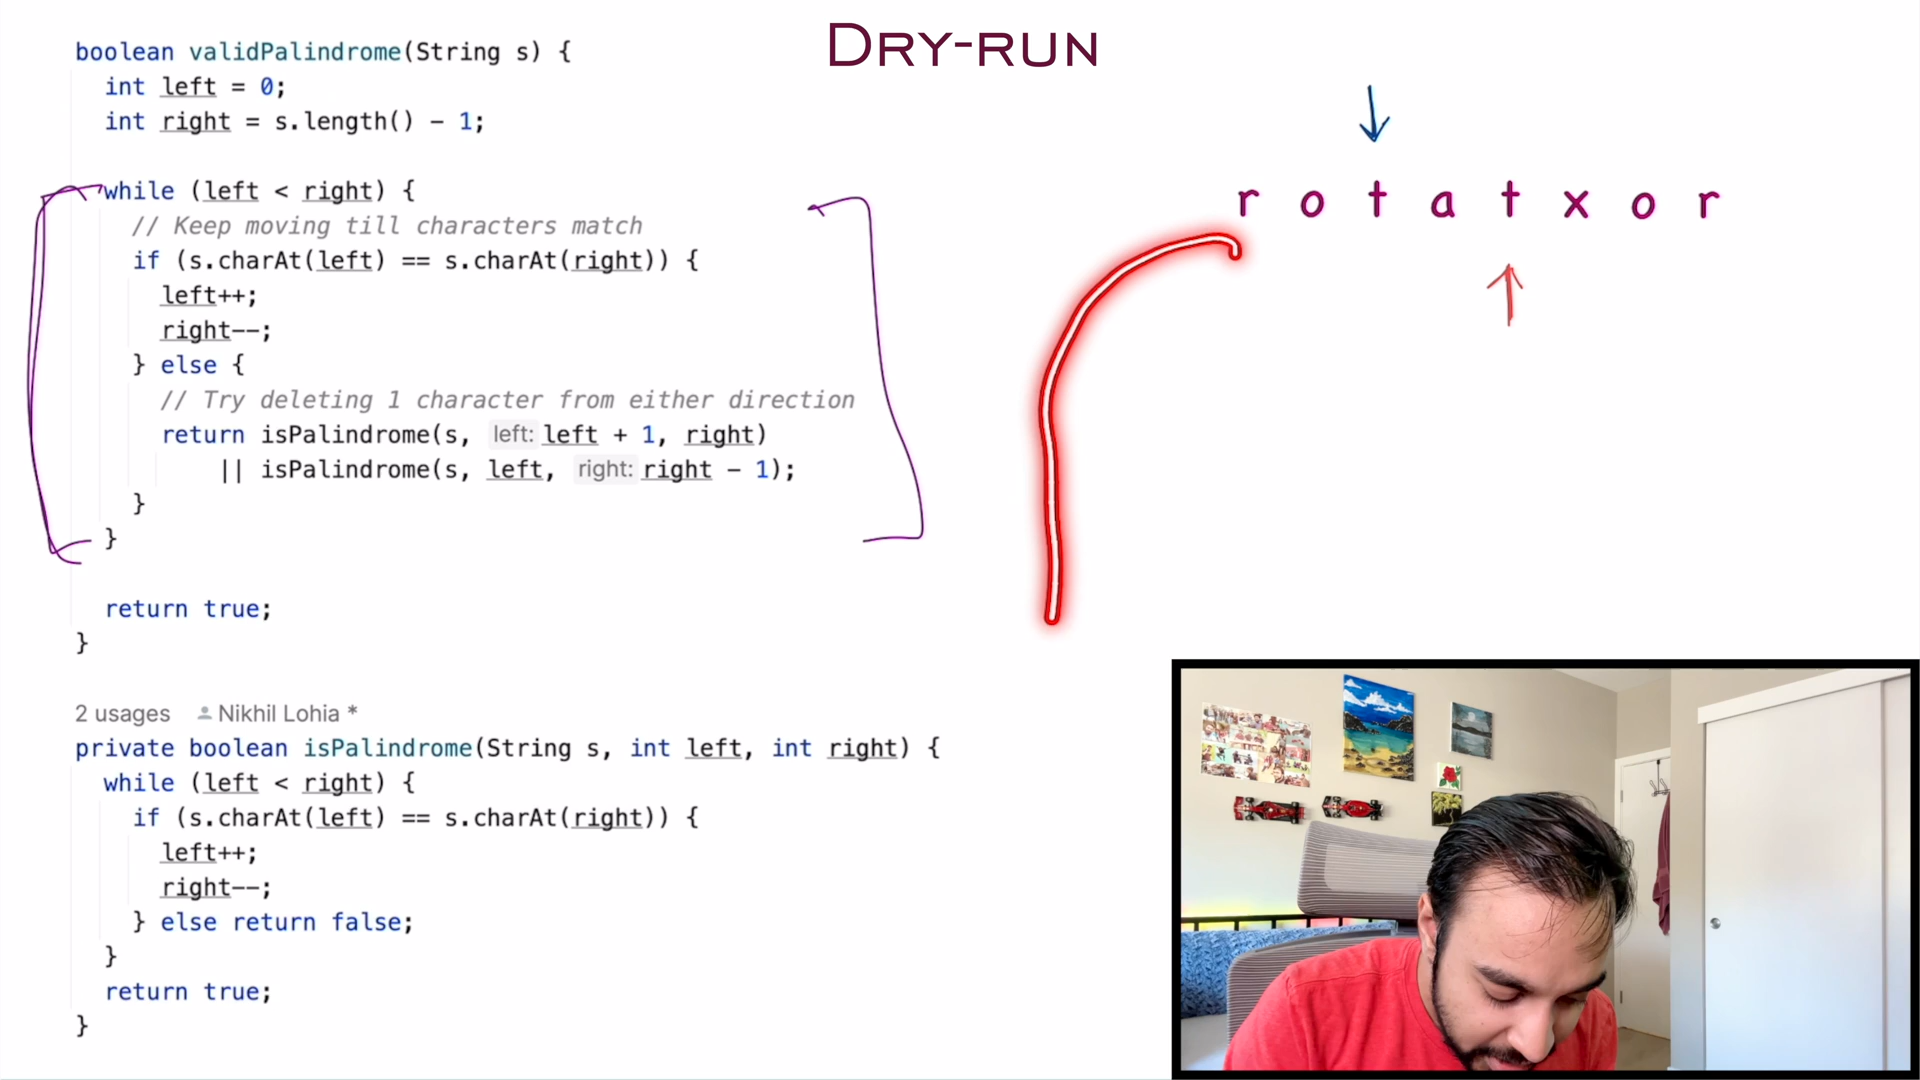 DRY-RUN
boolean validPalindrome(String s) {
int left = 0;
int right = s.length() - 1;
while (left < right) {
// Keep moving till characters match
if (s.charAt(left) == s.charAt(right)) {
left++;
right--;
} else {
// Try deleting 1 character from either direction
return isPalindrome(s, left: left + 1, right)
|| isPalindrome(s, left, right: right - 1);
}
}
return true;
}
2 usages Nikhil Lohia *
private boolean isPalindrome(String s, int left, int right) {
while (left < right) {
if (s.charAt(left) == s.charAt(right)) {
left++;
right--;
} else return false;
}
return true;
}
r o t a t x o r